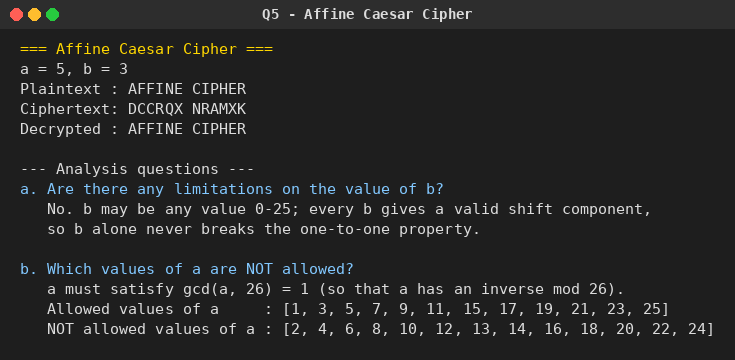 Q5 - Affine Caesar Cipher
=== Affine Caesar Cipher ===
a = 5, b = 3
Plaintext : AFFINE CIPHER
Ciphertext: DCCRQX NRAMXK
Decrypted : AFFINE CIPHER
--- Analysis questions ---
a. Are there any limitations on the value of b?
No. b may be any value 0-25; every b gives a valid shift component,
so b alone never breaks the one-to-one property.
b. Which values of a are NOT allowed?
a must satisfy gcd(a, 26) = 1 (so that a has an inverse mod 26).
Allowed values of a     : [1, 3, 5, 7, 9, 11, 15, 17, 19, 21, 23, 25]
NOT allowed values of a : [2, 4, 6, 8, 10, 12, 13, 14, 16, 18, 20, 22, 24]